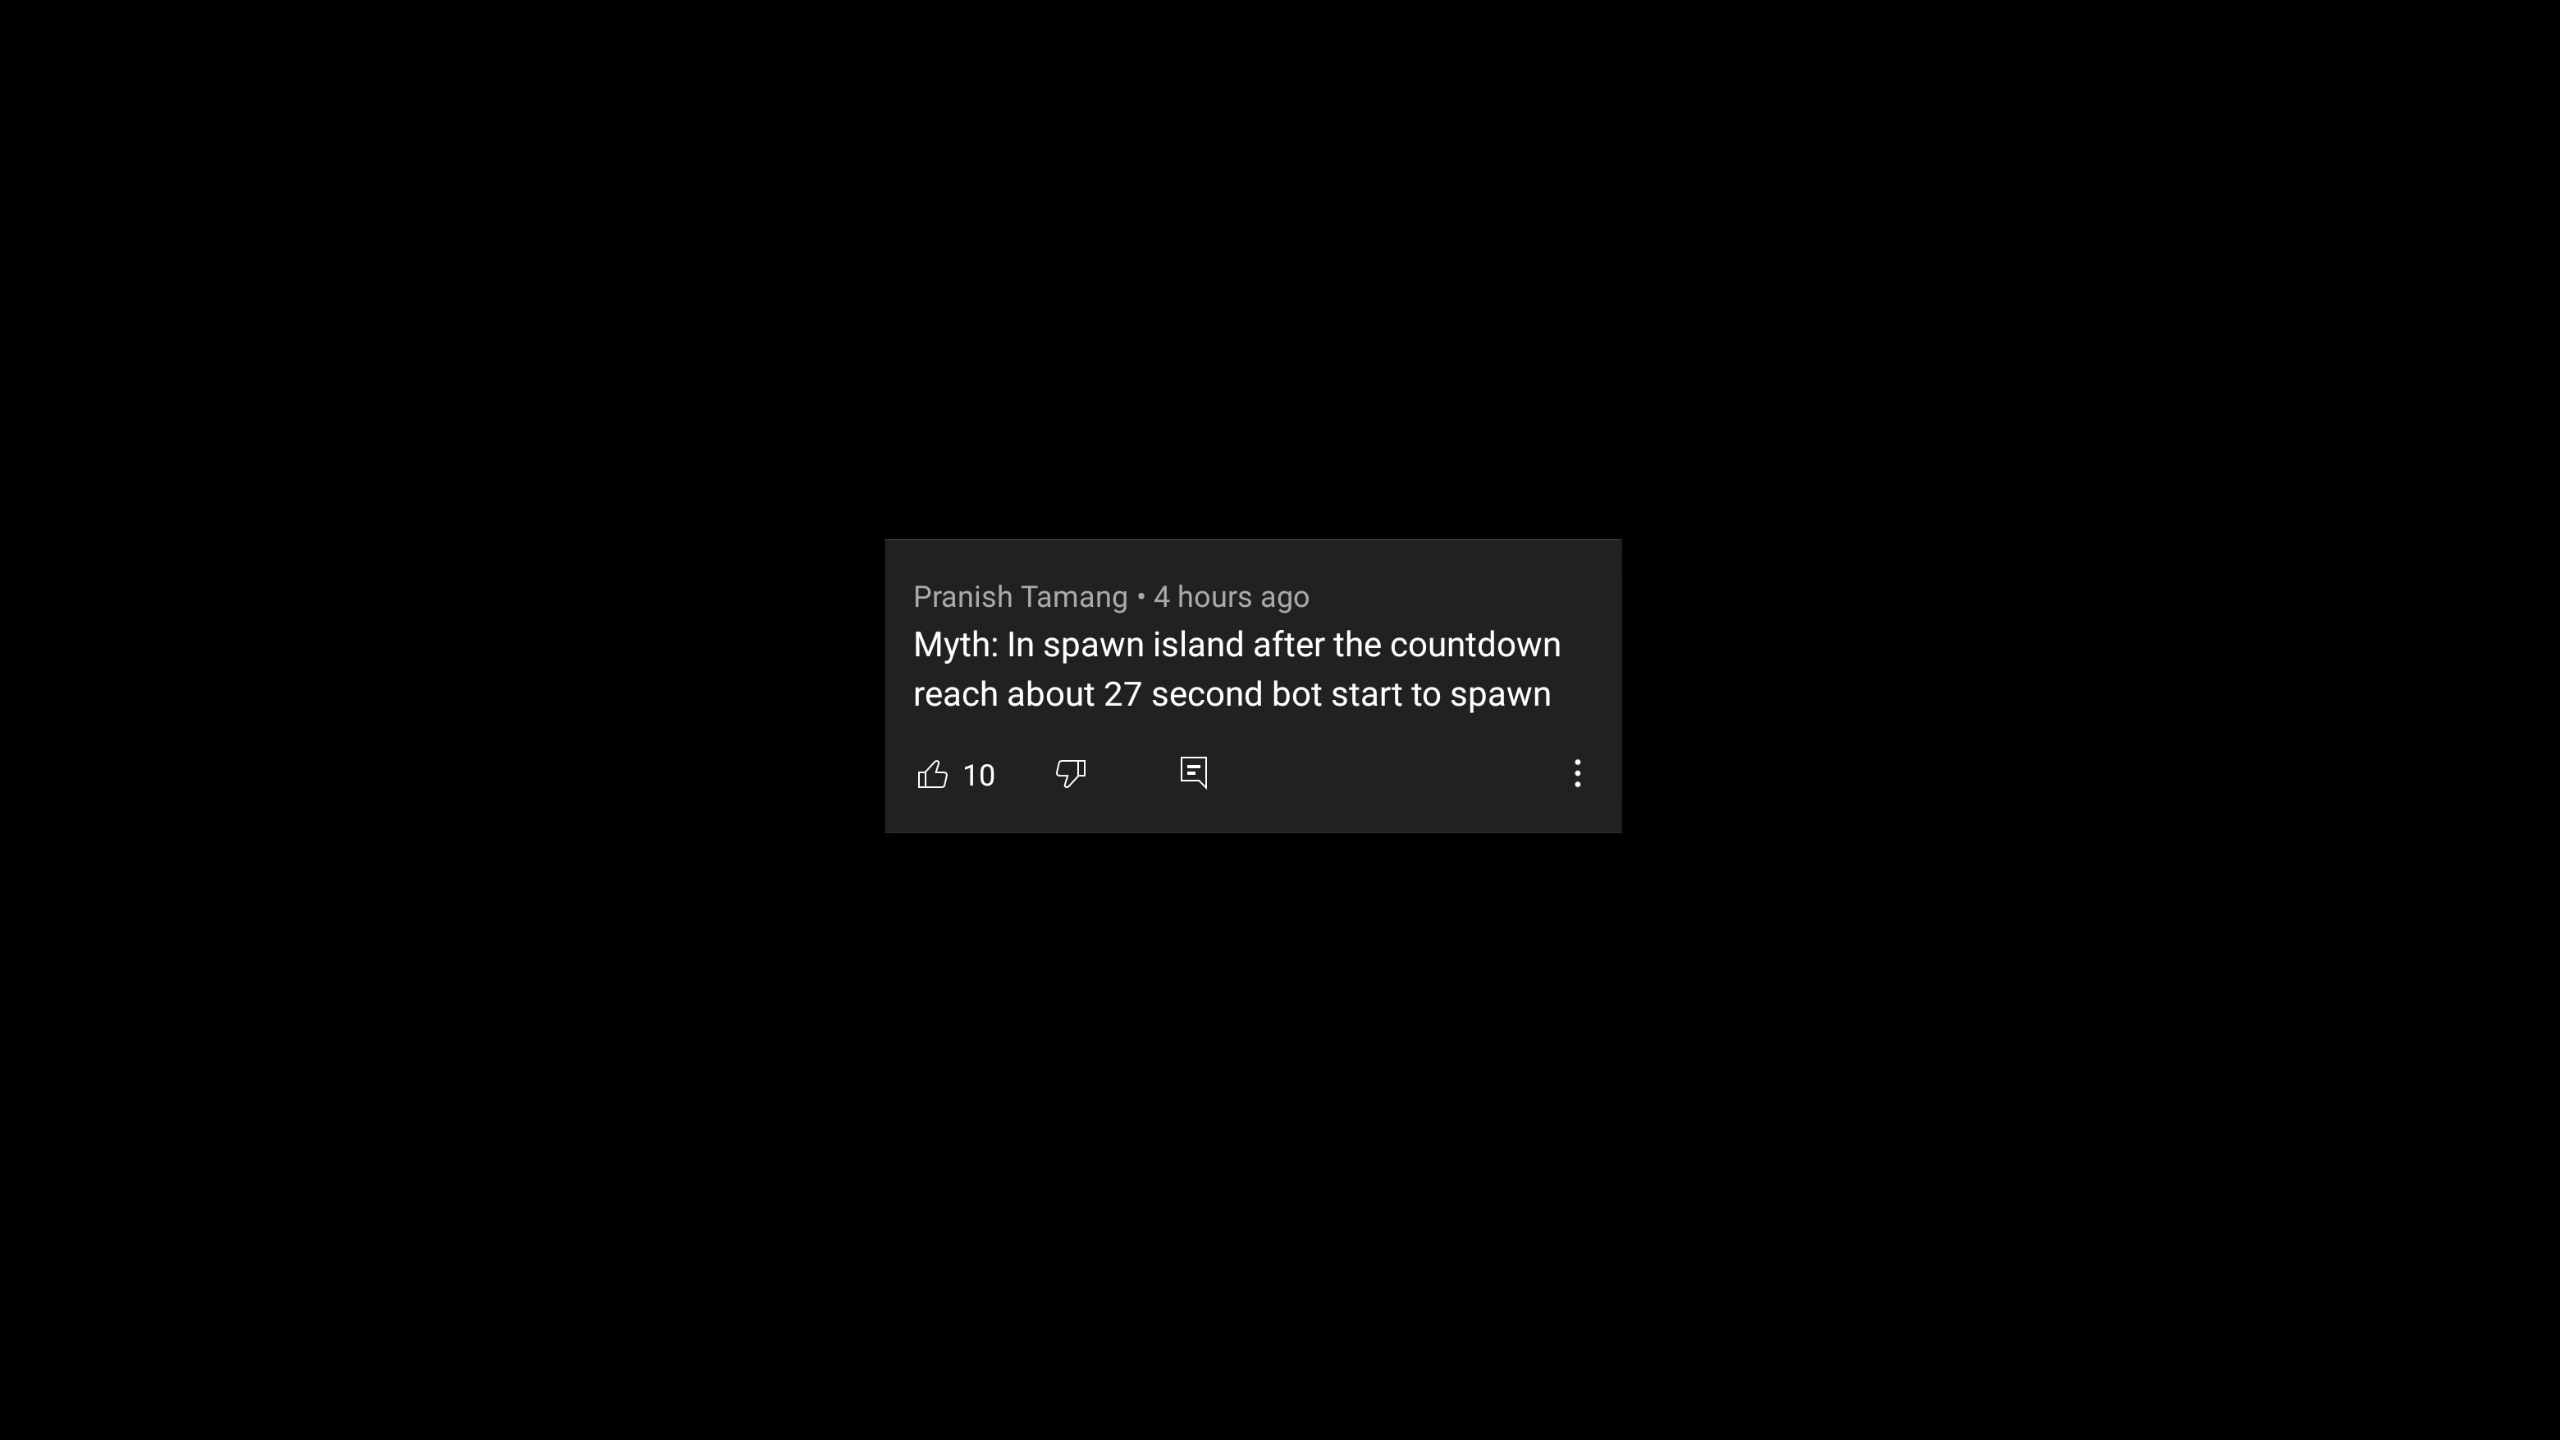 Pranish Tamang • 4 hours ago
Myth: In spawn island after the countdown
reach about 27 second bot start to spawn
10